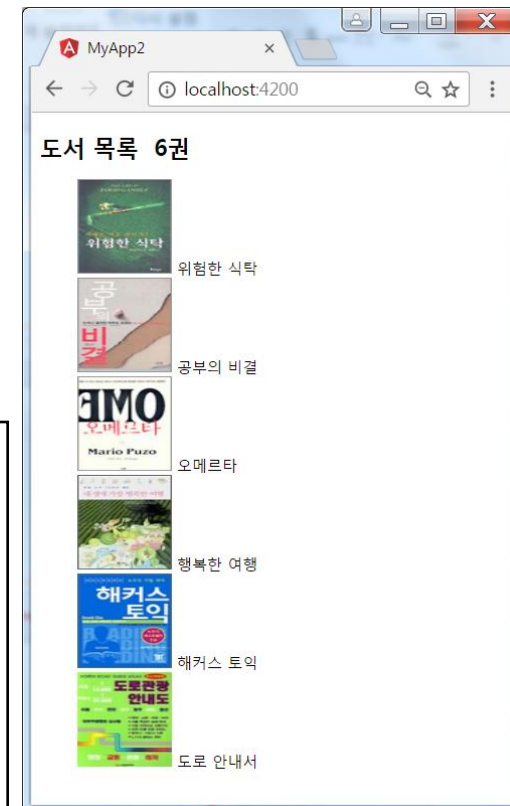 MyApp2
localhost:4200
도서 목록 6권
위험한 식탁
위험한 식탁
공부의
비결
공부의 비결
OMERTA
오메르타
Mario Puzo
오메르타
행복한 여행
해커스
토익
해커스 토익
도로관광
안내도
도로 안내서